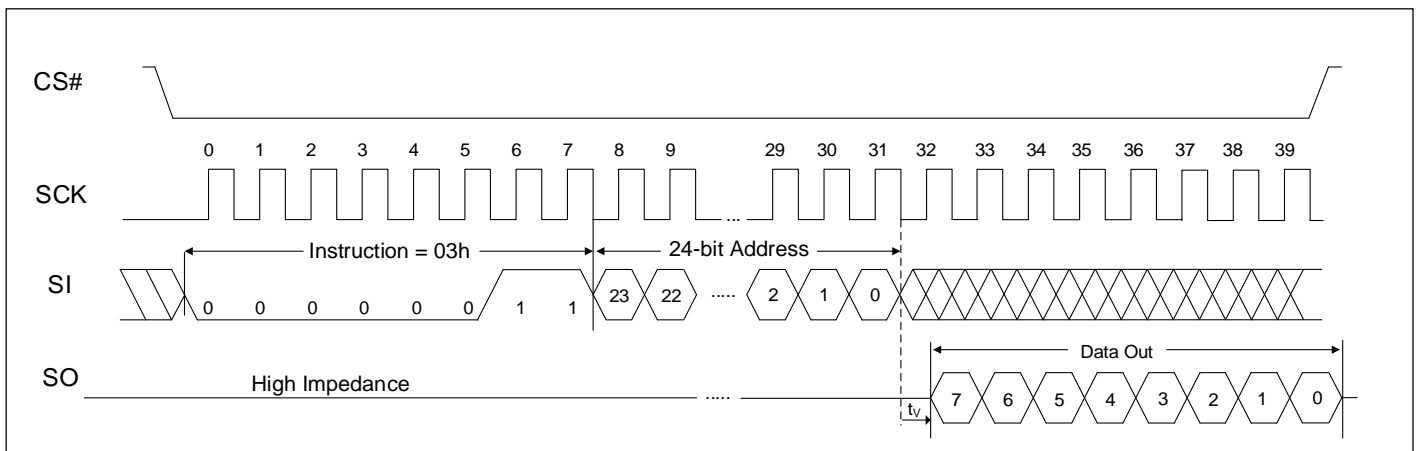 CS#
0 1 2 3 4 5 6 7 8 9 29 30 31 32 33 34 35 36 37 38 39
SCK ...
Instruction = 03h 24-bit Address
SI 0 0 0 0 0 0 1 1 23 22 ..... 2 1 0
Data Out
SO High Impedance ..... tV 7 6 5 4 3 2 1 0